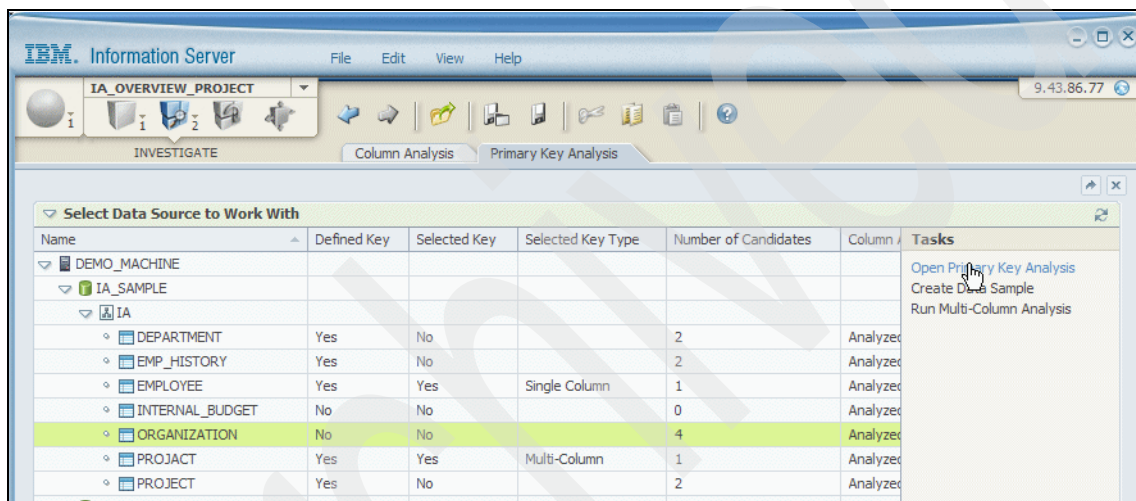 IBM. Information Server File Edit View Help
IA_OVERVIEW_PROJECT 9.43.86.77
1 1 2
INVESTIGATE Column Analysis Primary Key Analysis
Select Data Source to Work With
Name Defined Key Selected Key Selected Key Type Number of Candidates Column Tasks
DEMO_MACHINE Open Primary Key Analysis
IA_SAMPLE Create Data Sample
IA Run Multi-Column Analysis
DEPARTMENT Yes No 2 Analyzed
EMP_HISTORY Yes No 2 Analyzed
EMPLOYEE Yes Yes Single Column 1 Analyzed
INTERNAL_BUDGET No No 0 Analyzed
ORGANIZATION No No 4 Analyzed
PROJACT Yes Yes Multi-Column 1 Analyzed
PROJECT Yes No 2 Analyzed